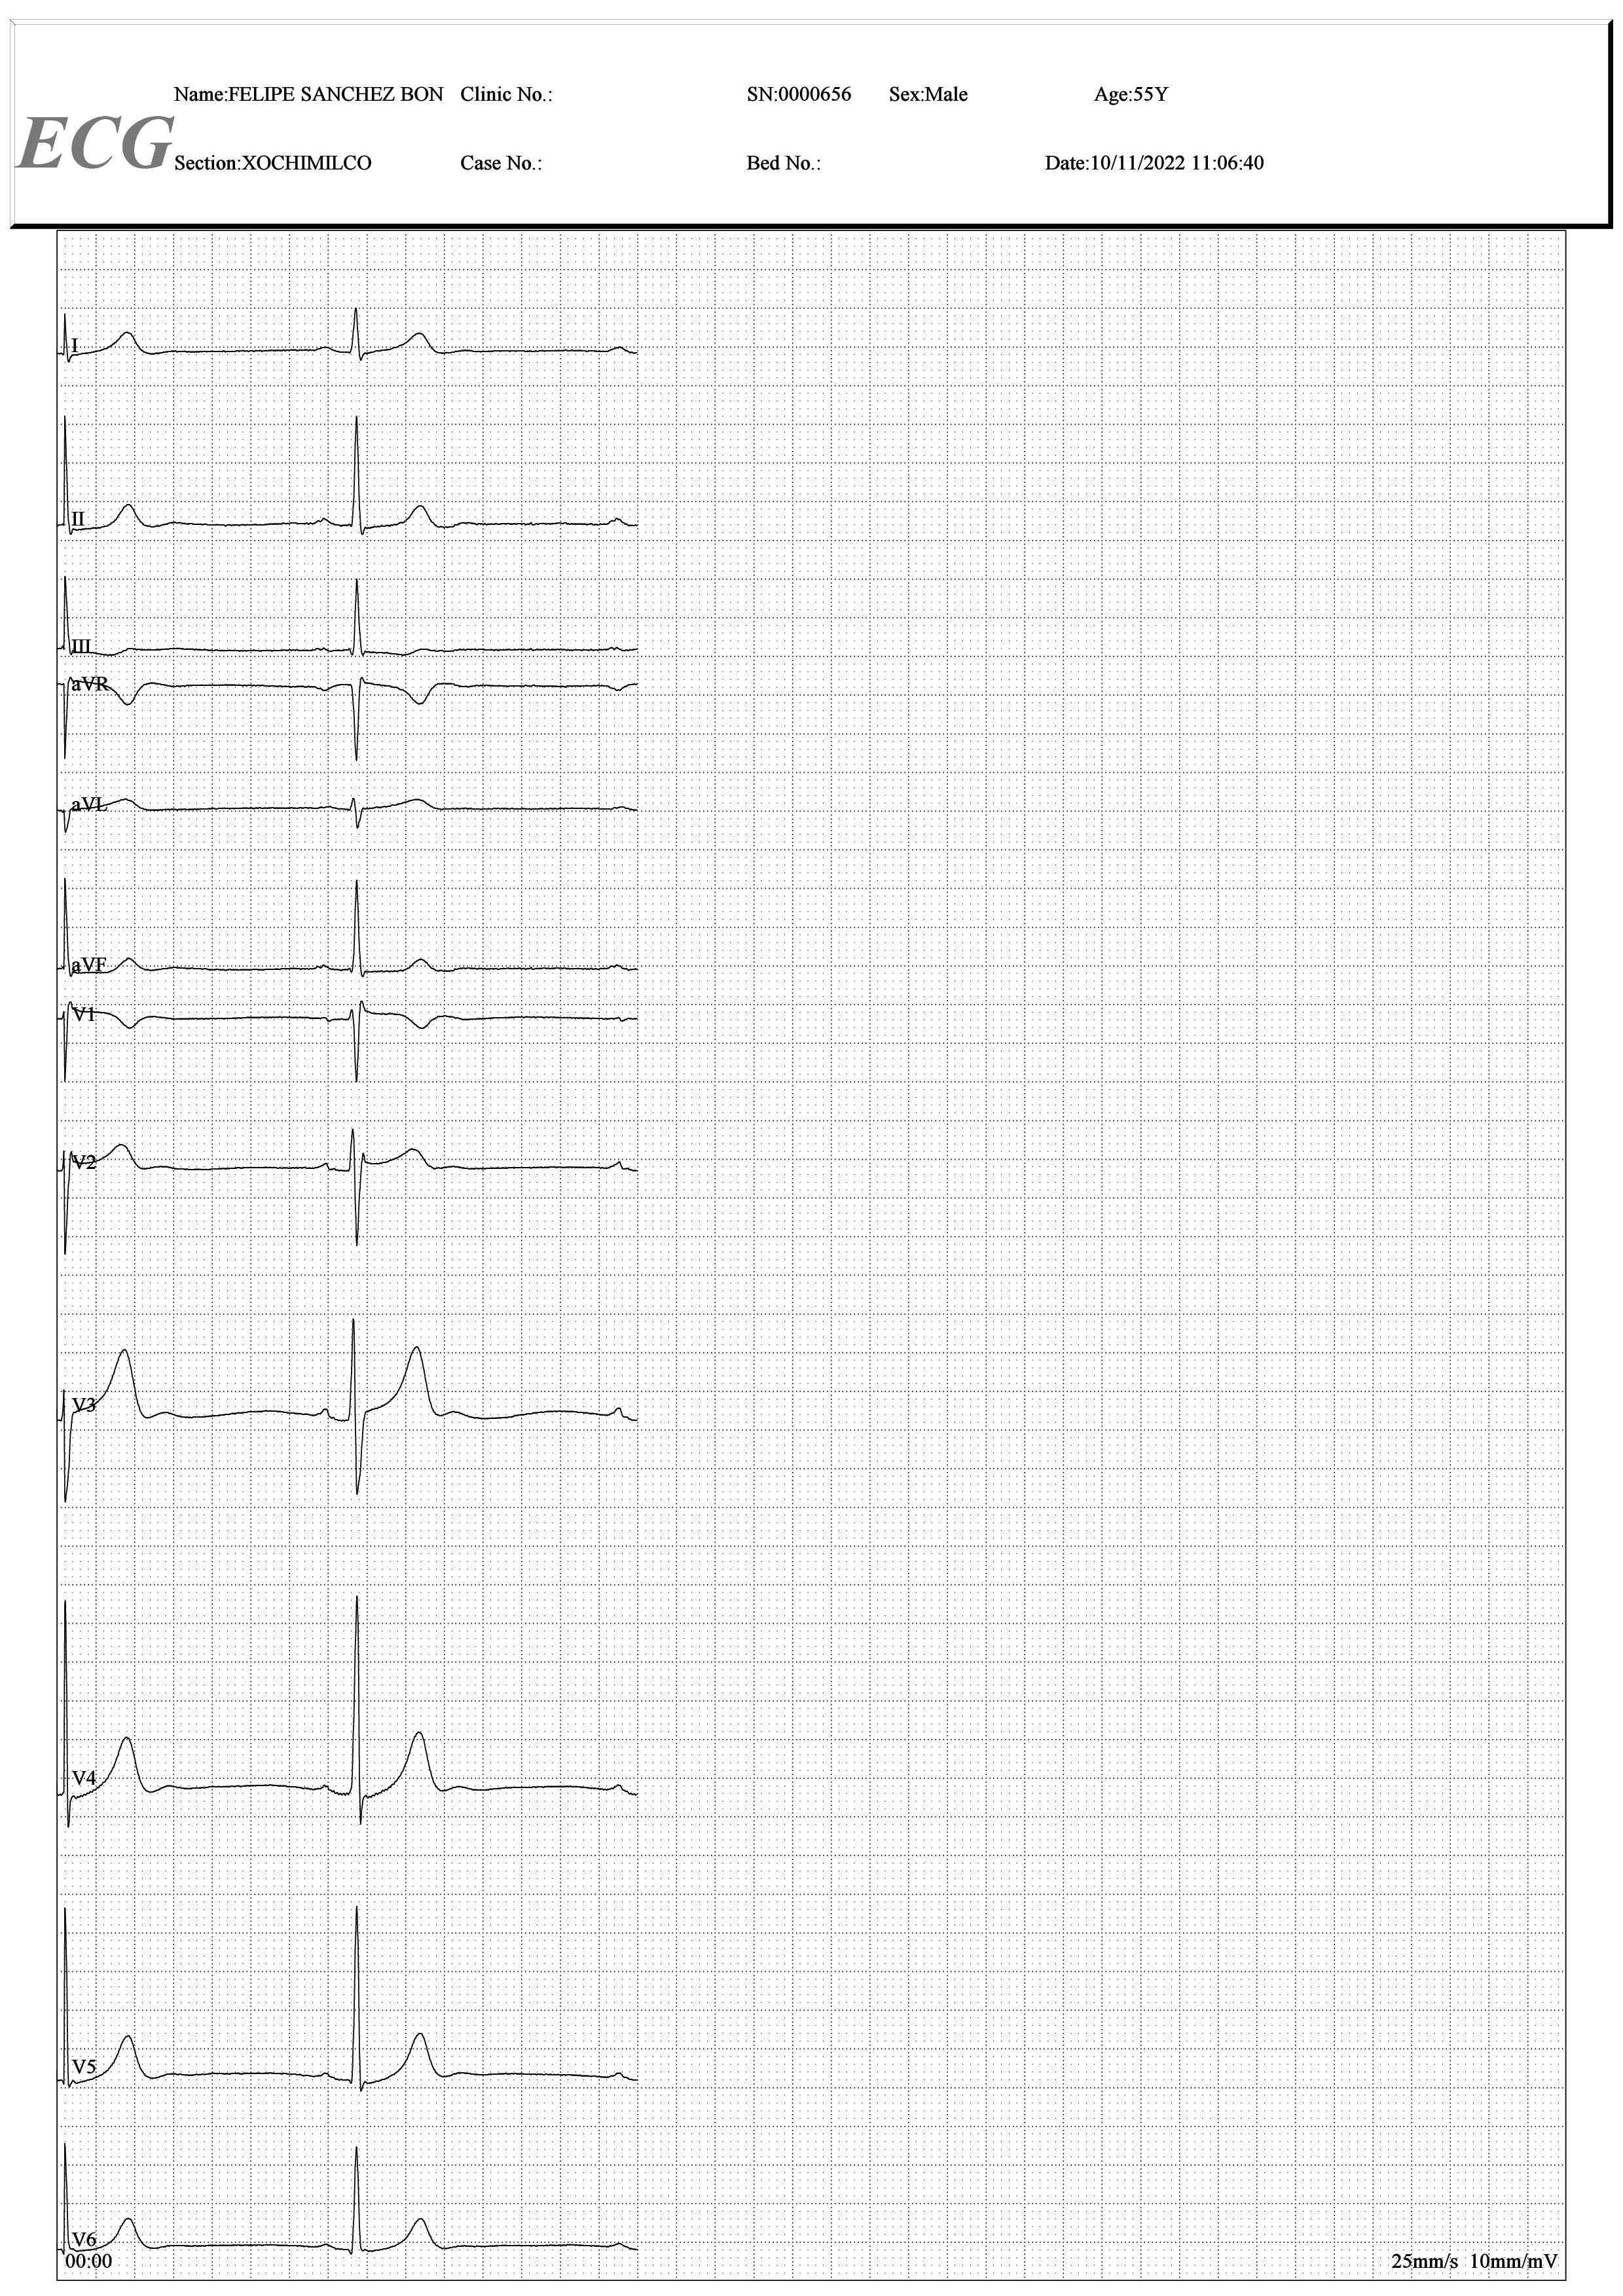 ECG
Name:FELIPE SANCHEZ BON Clinic No.: SN:0000656 Sex:Male Age:55Y
Section:XOCHIMILCO Case No.: Bed No.: Date:10/11/2022 11:06:40
I
II
III
aVR
aVL
aVF
V1
V2
V3
V4
V5
V6
00:00 25mm/s 10mm/mV